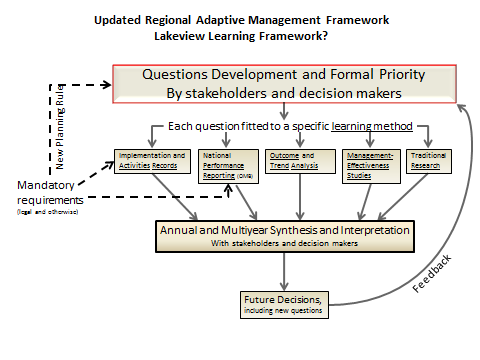 Updated Regional Adaptive Management Framework
Lakeview Learning Framework?
Questions Development and Formal Priority
By stakeholders and decision makers
New Planning Rule
Each question fitted to a specific learning method
Implementation and
Activities Records
National
Performance
Reporting (OMB)
Outcome and
Trend Analysis
Management-
Effectiveness
Studies
Traditional
Research
Mandatory
requirements
(legal and otherwise)
Annual and Multiyear Synthesis and Interpretation
With stakeholders and decision makers
Feedback
Future Decisions,
including new questions